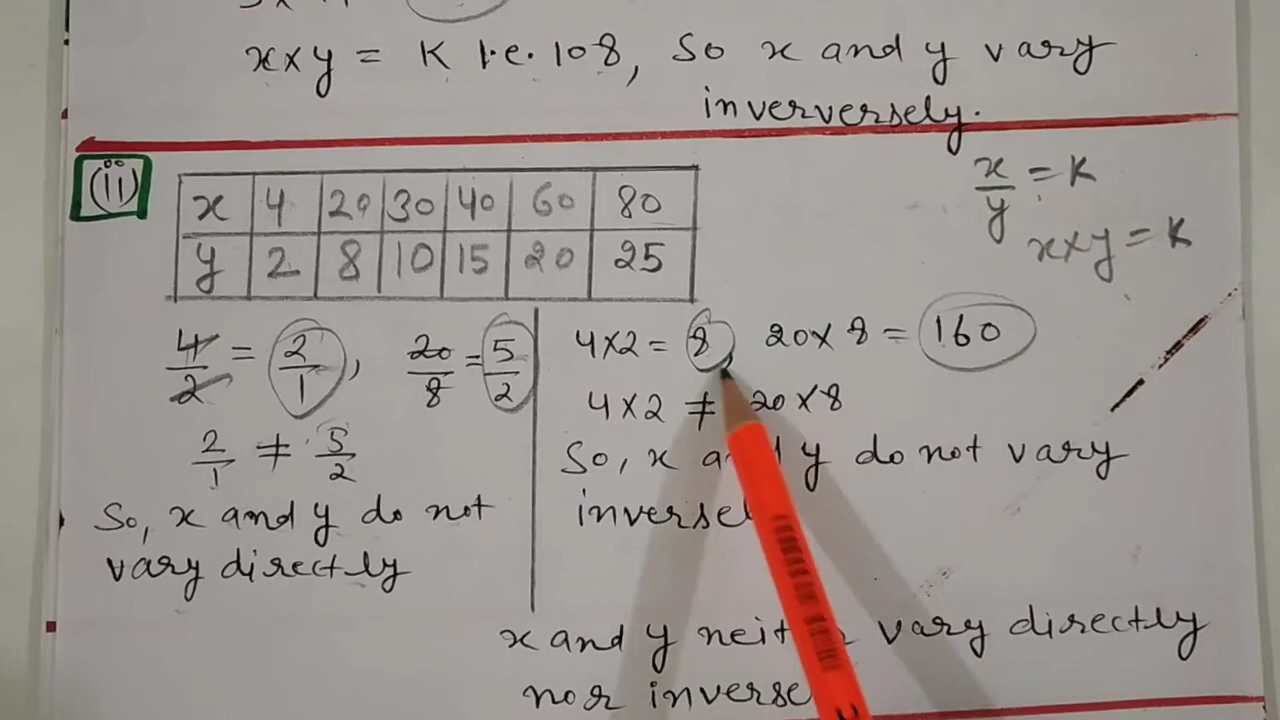 x×y = K i.e. 108, So x and y vary
inverversely.
(ii)
x 4 20 30 40 60 80
y 2 8 10 15 20 25
x/y = K
x×y = K
4/2 = 2/1, 20/8 = 5/2
2/1 ≠ 5/2
So, x and y do not
vary directly
4×2 = 8, 20×8 = 160
4×2 ≠ 20×8
So, x y do not vary
x and y vary directly
nor